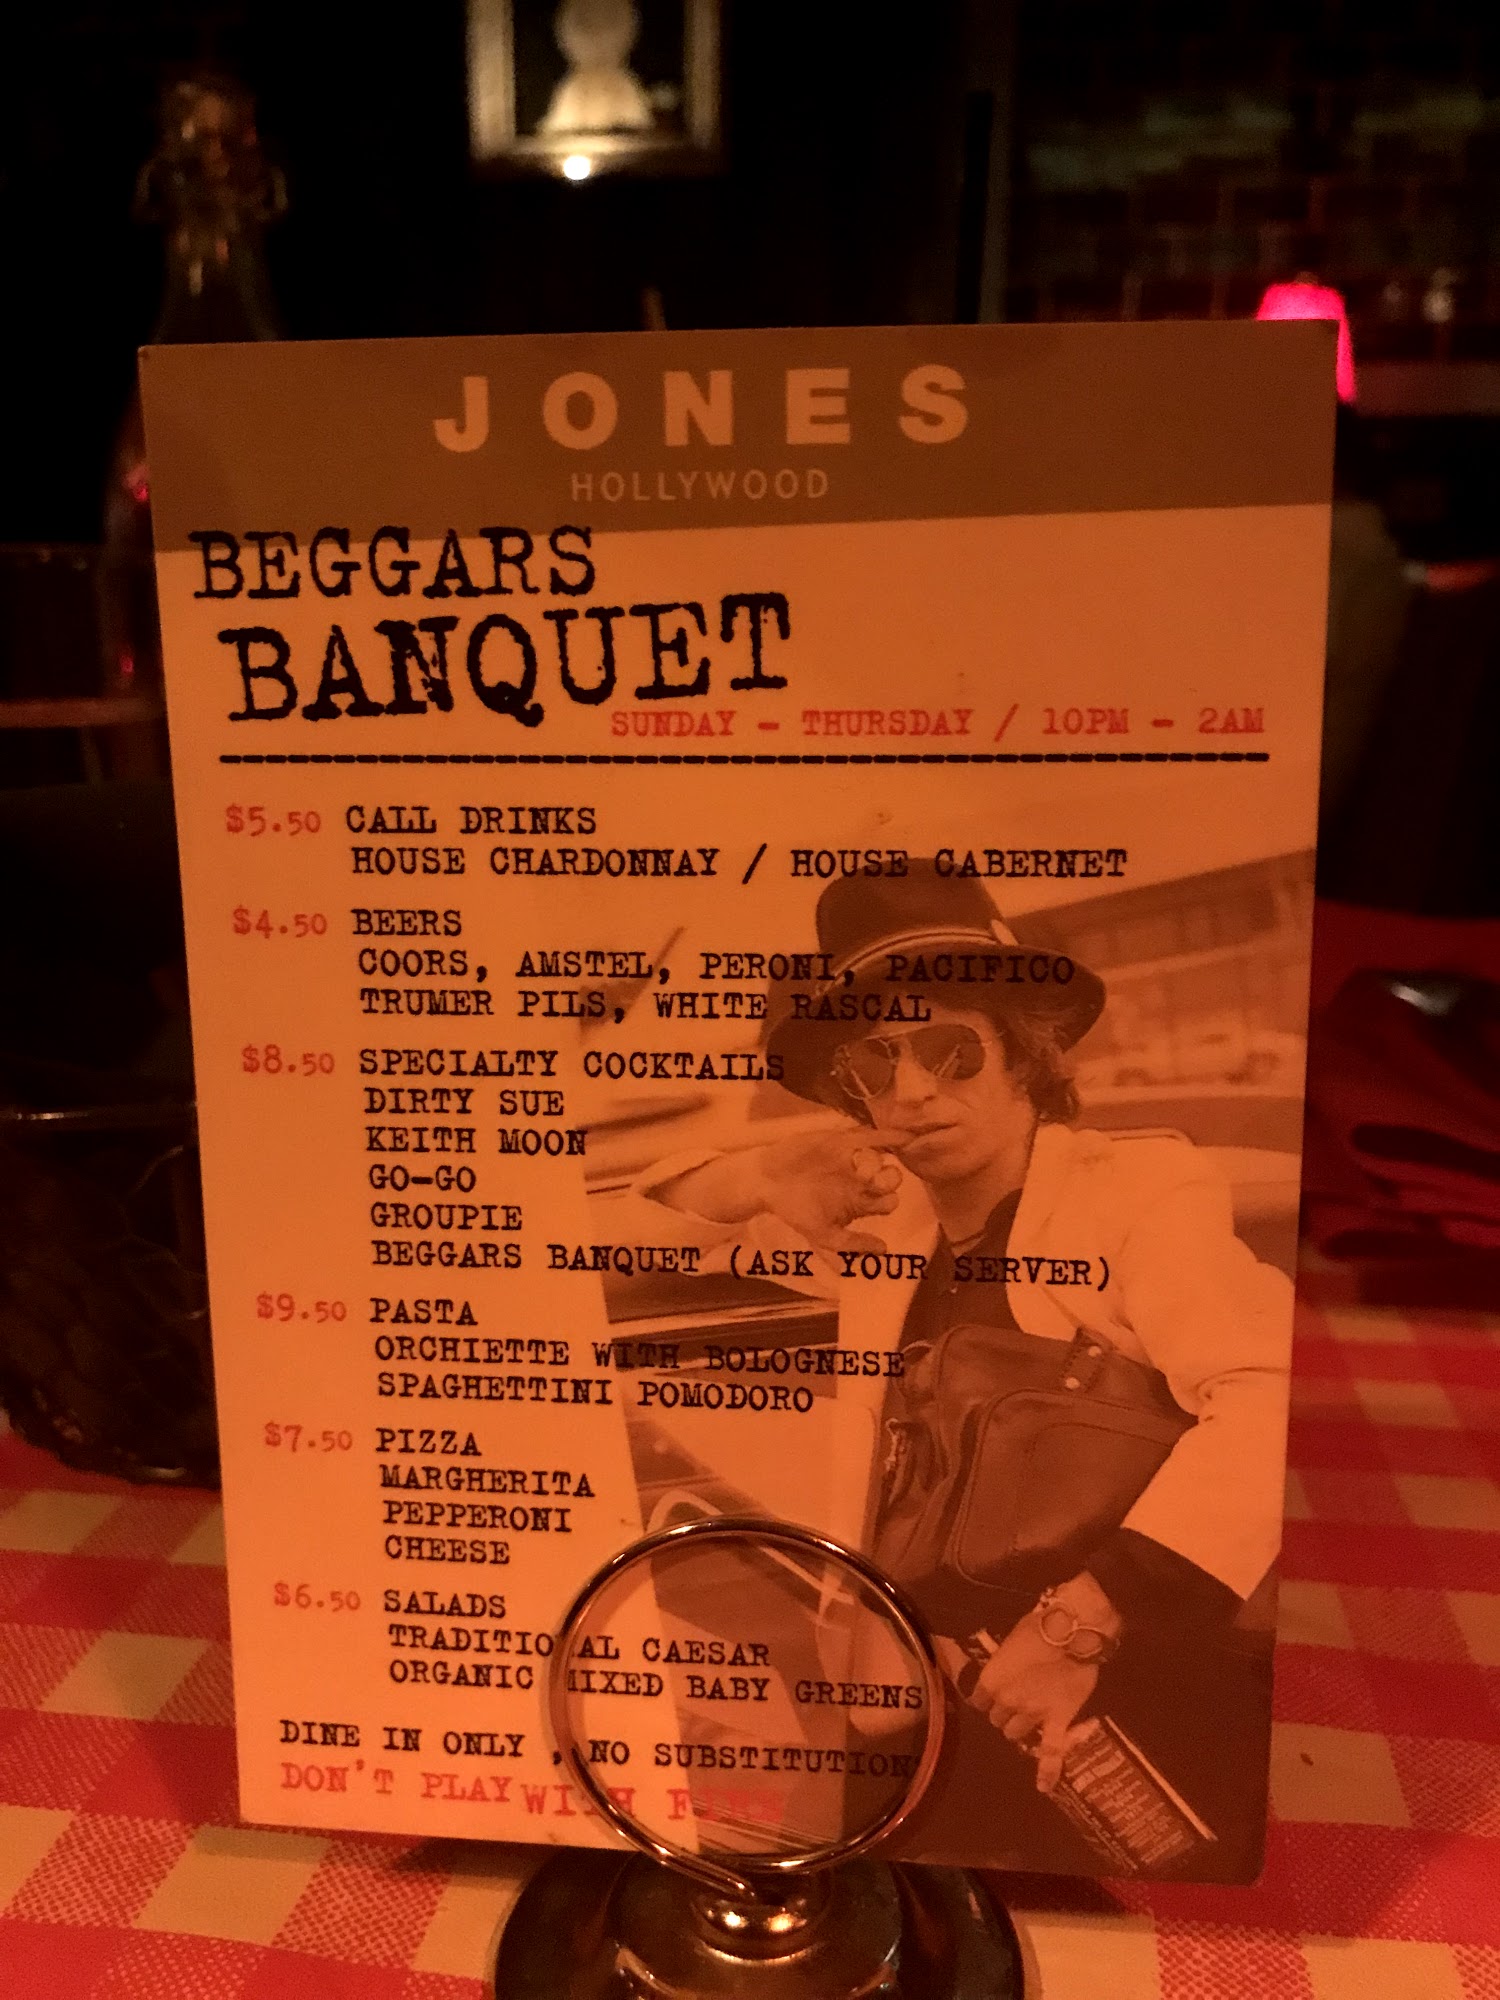 JONES
HOLLYWOOD
BEGGARS
BANQUET
SUNDAY - THURSDAY / 10PM - 2AM
$5.50 CALL DRINKS
HOUSE CHARDONNAY / HOUSE CABERNET
$4.50 BEERS
COORS, AMSTEL, PERONI, PACIFICO
TRUMER PILS, WHITE RASCAL
$8.50 SPECIALTY COCKTAILS
DIRTY SUE
KEITH MOON
GO-GO
GROUPIE
BEGGARS BANQUET (ASK YOUR SERVER)
$9.50 PASTA
ORCHIETTE WITH BOLOGNESE
SPAGHETTINI POMODORO
$7.50 PIZZA
MARGHERITA
PEPPERONI
CHEESE
$6.50 SALADS
TRADITIONAL CAESAR
ORGANIC MIXED BABY GREENS
DINE IN ONLY , NO SUBSTITUTION
DON'T PLAY WITH